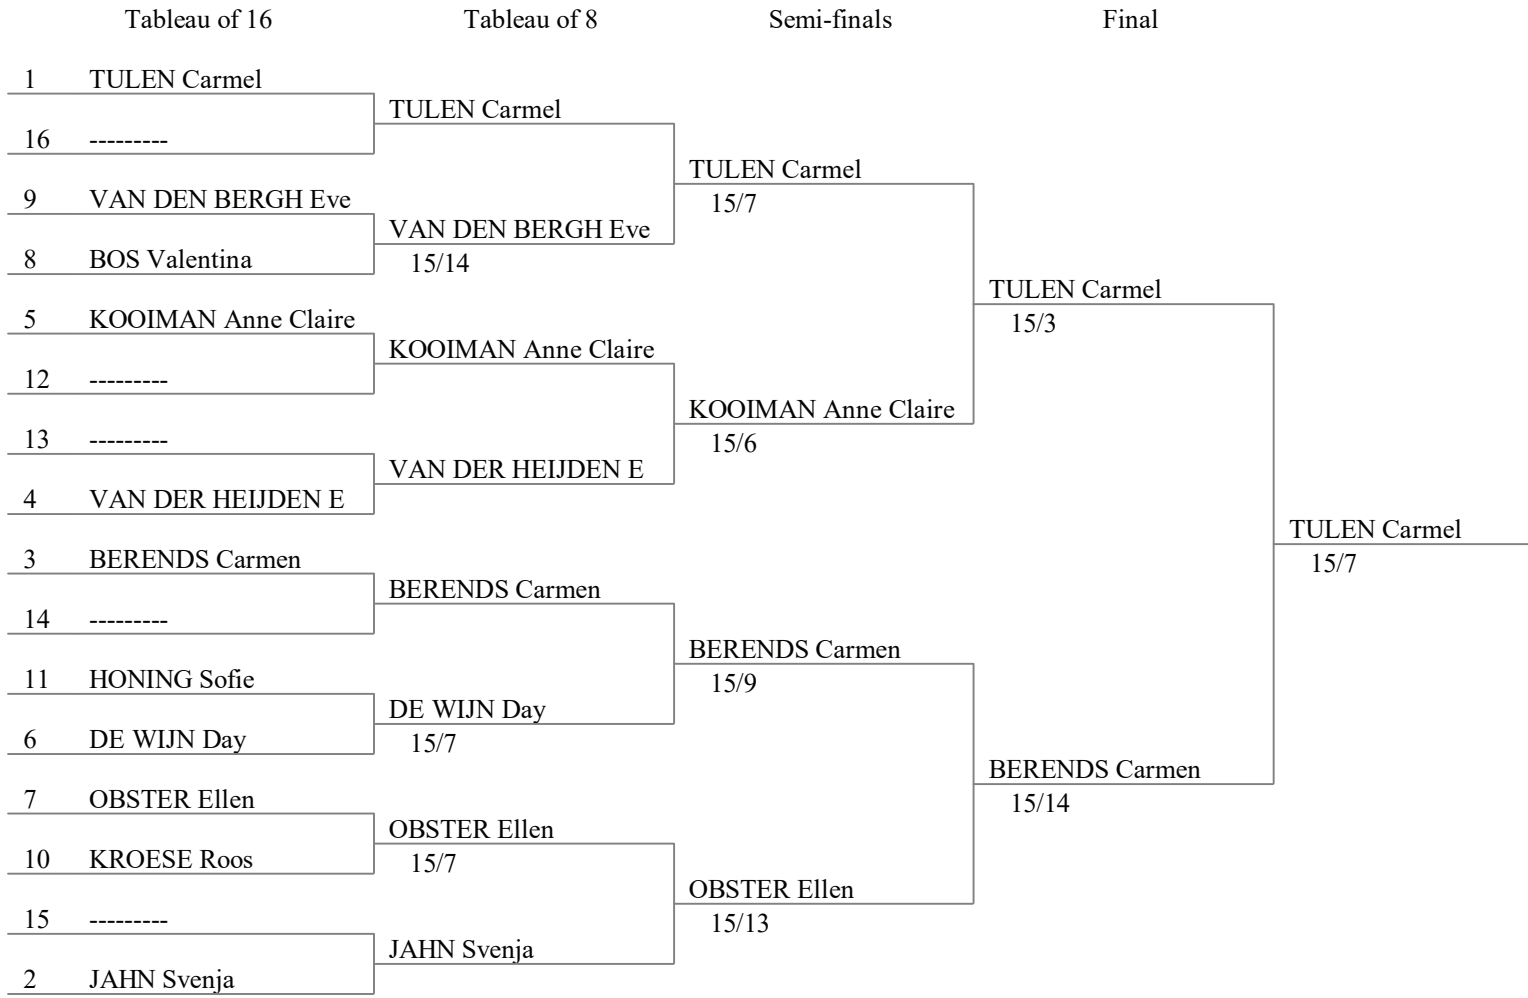 Tableau of 16 Tableau of 8 Semi-finals Final
1 TULEN Carmel
TULEN Carmel
16 ---------
TULEN Carmel
15/7
9 VAN DEN BERGH Eve
VAN DEN BERGH Eve
15/14
8 BOS Valentina
TULEN Carmel
15/3
5 KOOIMAN Anne Claire
KOOIMAN Anne Claire
12 ---------
KOOIMAN Anne Claire
15/6
13 ---------
VAN DER HEIJDEN E
4 VAN DER HEIJDEN E
TULEN Carmel
15/7
3 BERENDS Carmen
BERENDS Carmen
14 ---------
BERENDS Carmen
15/9
11 HONING Sofie
DE WIJN Day
15/7
6 DE WIJN Day
BERENDS Carmen
15/14
7 OBSTER Ellen
OBSTER Ellen
15/7
10 KROESE Roos
OBSTER Ellen
15/13
15 ---------
JAHN Svenja
2 JAHN Svenja